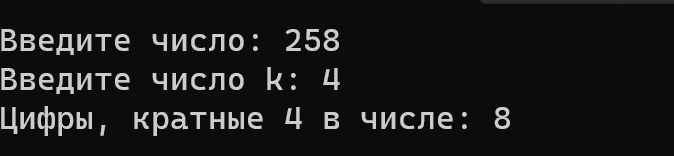 Введите число: 258
Введите число k: 4
Цифры, кратные 4 в числе: 8